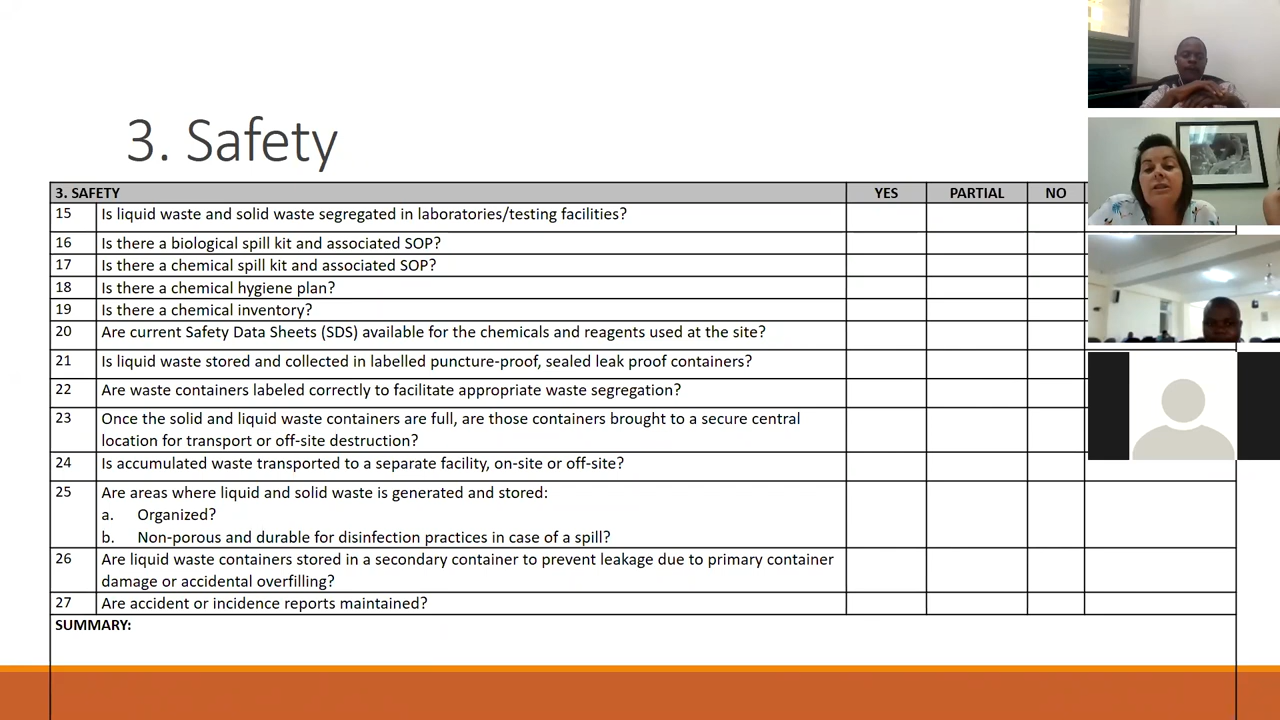 3. Safety
3. SAFETY YES PARTIAL NO
15 Is liquid waste and solid waste segregated in laboratories/testing facilities?
16 Is there a biological spill kit and associated SOP?
17 Is there a chemical spill kit and associated SOP?
18 Is there a chemical hygiene plan?
19 Is there a chemical inventory?
20 Are current Safety Data Sheets (SDS) available for the chemicals and reagents used at the site?
21 Is liquid waste stored and collected in labelled puncture-proof, sealed leak proof containers?
22 Are waste containers labeled correctly to facilitate appropriate waste segregation?
23 Once the solid and liquid waste containers are full, are those containers brought to a secure central
location for transport or off-site destruction?
24 Is accumulated waste transported to a separate facility, on-site or off-site?
25 Are areas where liquid and solid waste is generated and stored:
a. Organized?
b. Non-porous and durable for disinfection practices in case of a spill?
26 Are liquid waste containers stored in a secondary container to prevent leakage due to primary container
damage or accidental overfilling?
27 Are accident or incidence reports maintained?
SUMMARY: